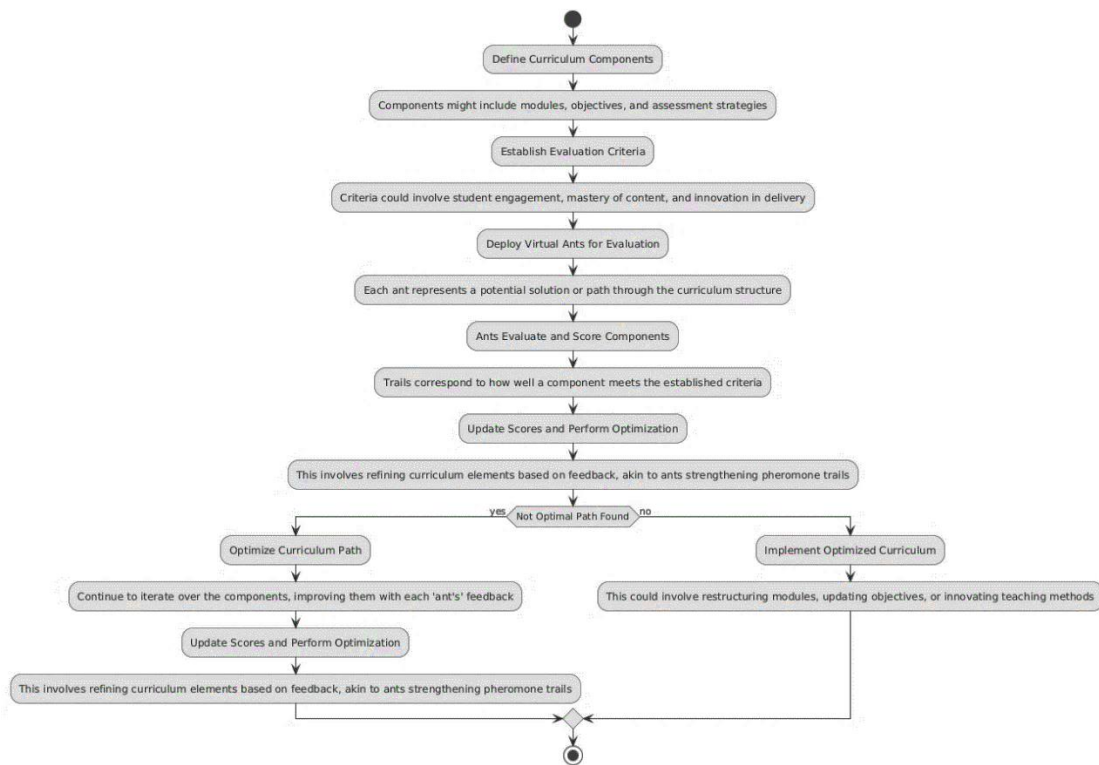 Define Curriculum Components
Components might include modules, objectives, and assessment strategies
Establish Evaluation Criteria
Criteria could involve student engagement, mastery of content, and innovation in delivery
Deploy Virtual Ants for Evaluation
Each ant represents a potential solution or path through the curriculum structure
Ants Evaluate and Score Components
Trails correspond to how well a component meets the established criteria
Update Scores and Perform Optimization
This involves refining curriculum elements based on feedback, akin to ants strengthening pheromone trails
yes
Not Optimal Path Found
no
Optimize Curriculum Path
Continue to iterate over the components, improving them with each 'ant's' feedback
Update Scores and Perform Optimization
This involves refining curriculum elements based on feedback, akin to ants strengthening pheromone trails
Implement Optimized Curriculum
This could involve restructuring modules, updating objectives, or innovating teaching methods